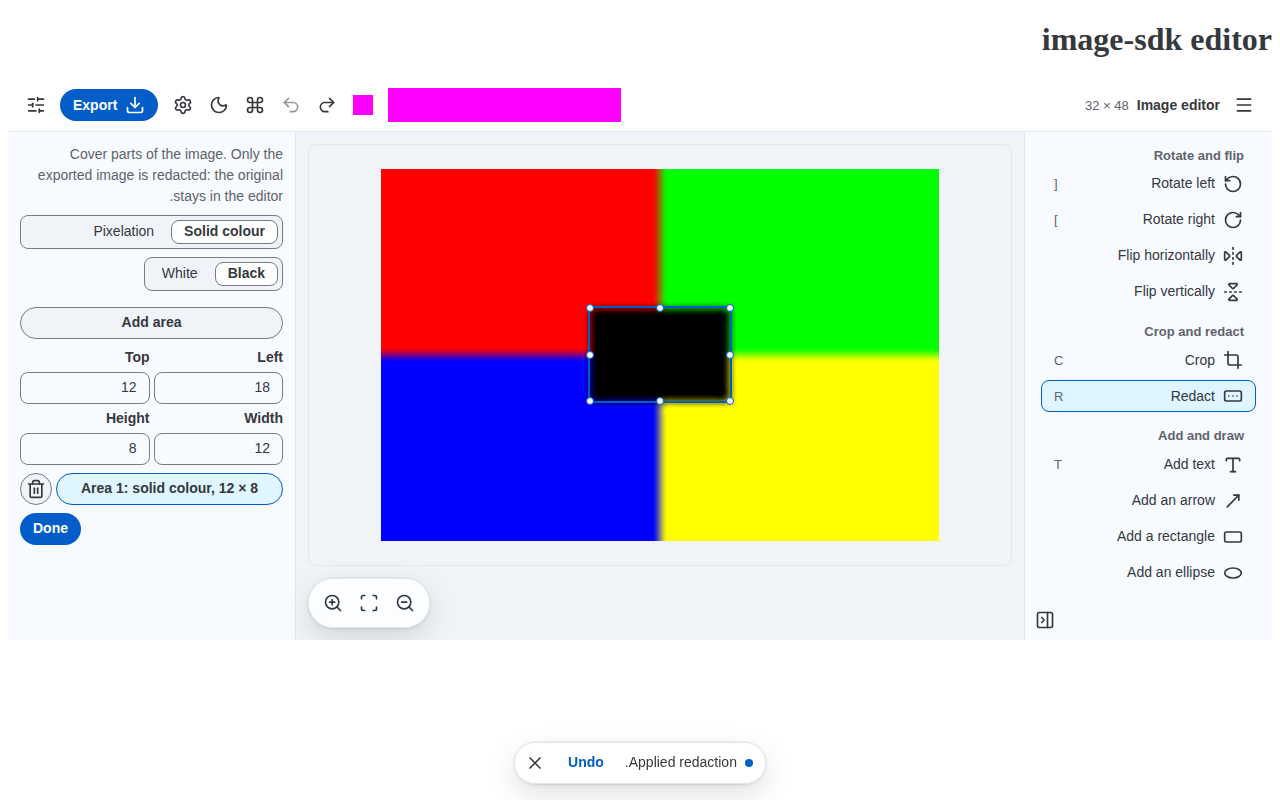 image-sdk editor
Export
32 × 48 Image editor
Cover parts of the image. Only the
exported image is redacted: the original
.stays in the editor
Pixelation Solid colour
White Black
Add area
Top Left
12 18
Height Width
8 12
Area 1: solid colour, 12 × 8
Done
Rotate and flip
] Rotate left
[ Rotate right
Flip horizontally
Flip vertically
Crop and redact
C Crop
R Redact
Add and draw
T Add text
Add an arrow
Add a rectangle
Add an ellipse
Undo .Applied redaction